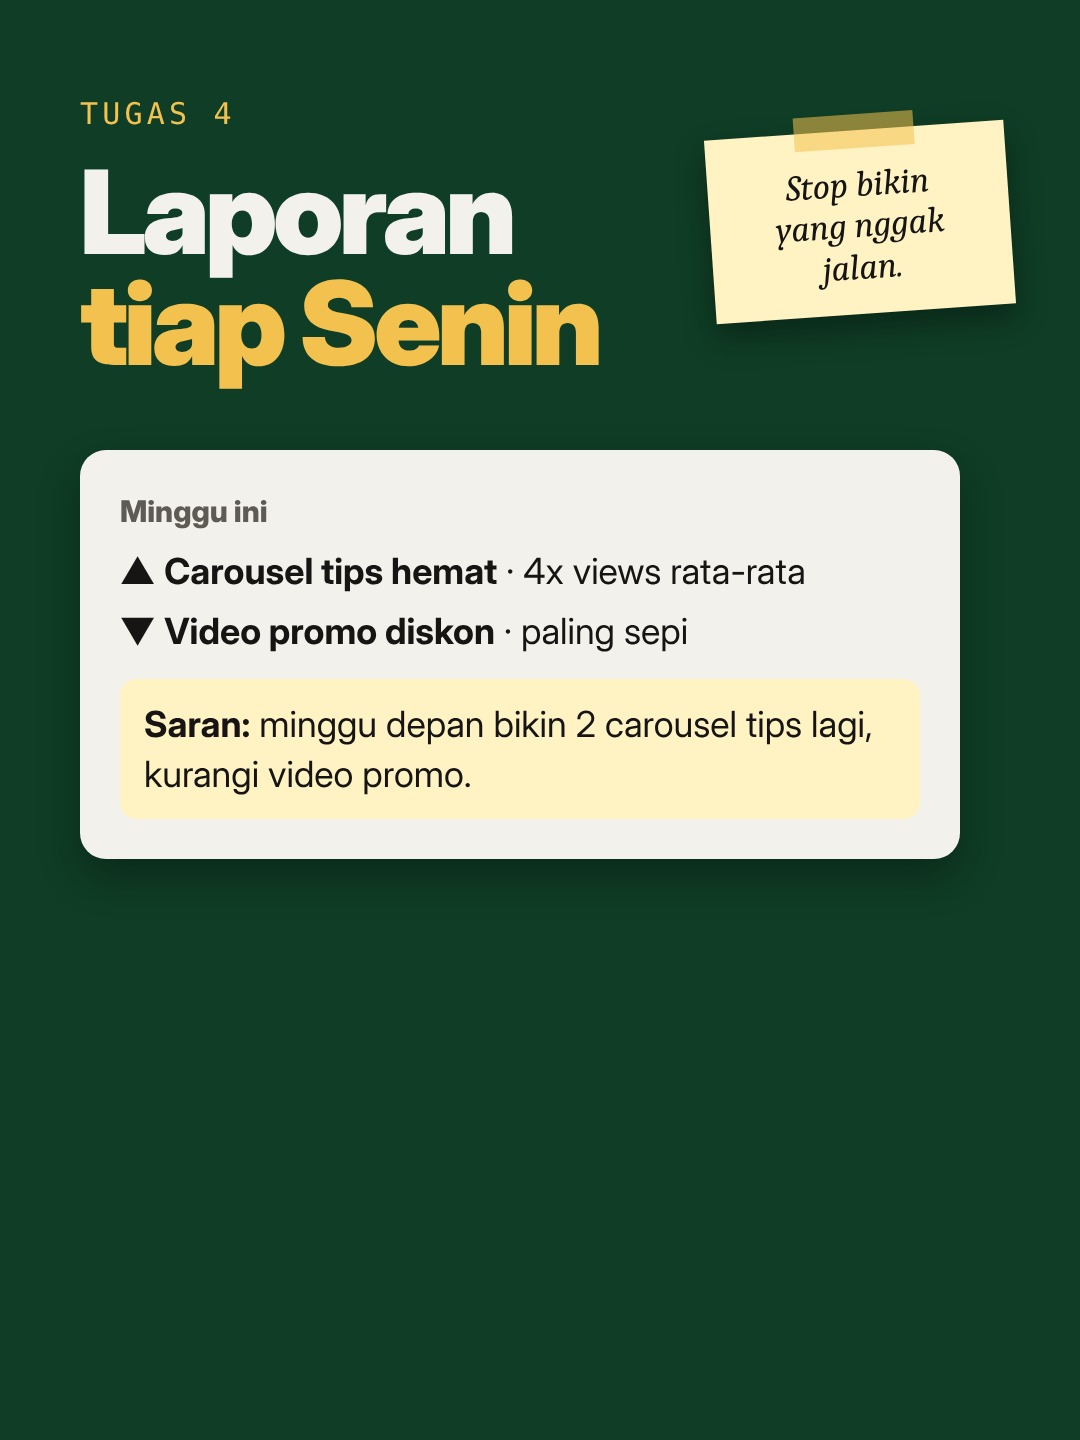 TUGAS 4
Laporan
tiap Senin
Stop bikin
yang nggak
jalan.
Minggu ini
▲ Carousel tips hemat · 4x views rata-rata
▼ Video promo diskon · paling sepi
Saran: minggu depan bikin 2 carousel tips lagi,
kurangi video promo.